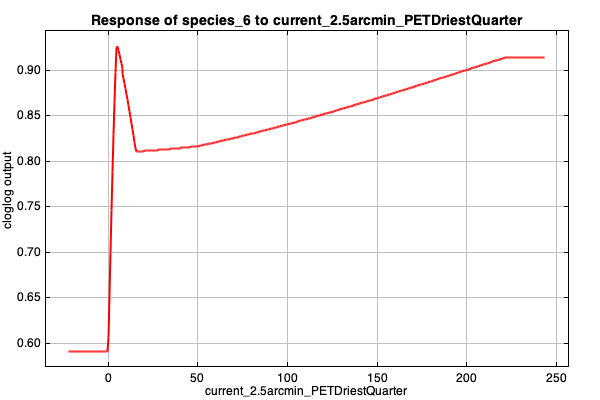 Response of species_6 to current_2.5arcmin_PETDriestQuarter
cloglog output
0.90
0.85
0.80
0.75
0.70
0.65
0.60
0 50 100 150 200 250
current_2.5arcmin_PETDriestQuarter